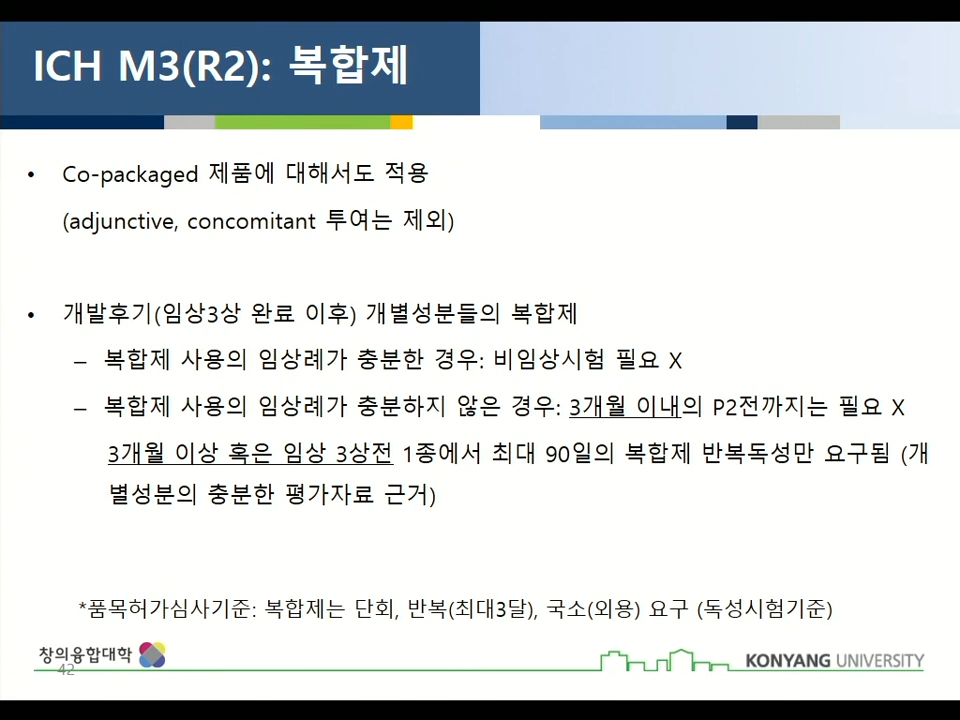 ICH M3(R2): 복합제
• Co-packaged 제품에 대해서도 적용
(adjunctive, concomitant 투여는 제외)
• 개발후기(임상3상 완료 이후) 개별성분들의 복합제
– 복합제 사용의 임상례가 충분한 경우: 비임상시험 필요 X
– 복합제 사용의 임상례가 충분하지 않은 경우: 3개월 이내의 P2전까지는 필요 X
3개월 이상 혹은 임상 3상전 1종에서 최대 90일의 복합제 반복독성만 요구됨 (개
별성분의 충분한 평가자료 근거)
*품목허가심사기준: 복합제는 단회, 반복(최대3달), 국소(외용) 요구 (독성시험기준)
창의융합대학
42
KONYANG UNIVERSITY